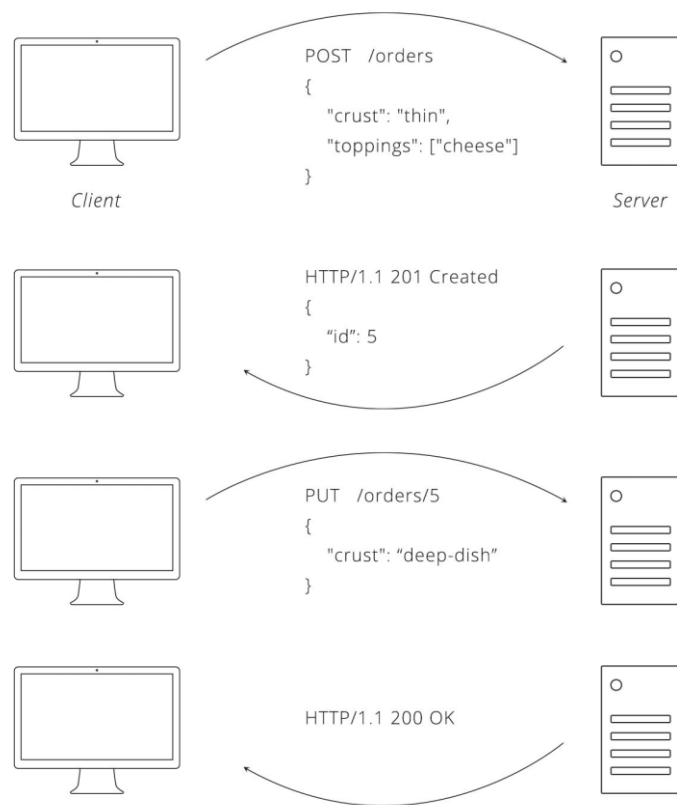 POST /orders
{
"crust": "thin",
"toppings": ["cheese"]
}
Client
Server
HTTP/1.1 201 Created
{
“id”: 5
}
PUT /orders/5
{
"crust": “deep-dish”
}
HTTP/1.1 200 OK